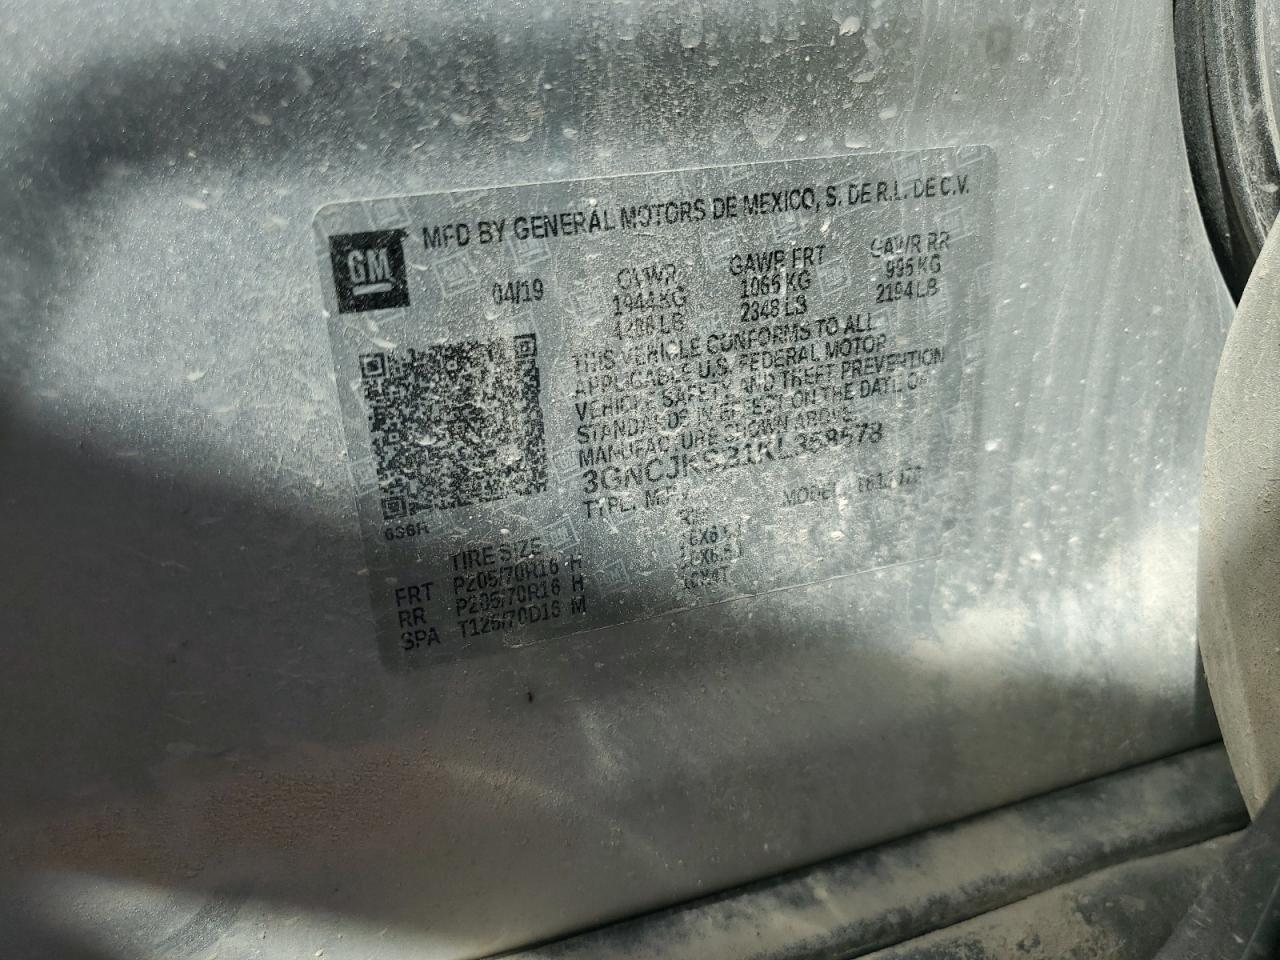 GM
MFD BY GENERAL MOTORS DE MEXICO, S. DE R.L. DE C.V.
04/19
GVWR GAWR FRT GAWR RR
1944 KG 1065 KG 995 KG
LB 2348 LB 2194 LB
THIS VEHICLE CONFORMS TO ALL
APPLICABLE U.S. FEDERAL MOTOR
VEHICLE SAFETY AND THEFT PREVENTION
STANDARDS IN EFFECT ON THE DATE OF
MANUFACTURE SHOWN ABOVE.
TYPE: M.P.V. MODEL:
6S6R
TIRE SIZE RIM
FRT P205/70R16 H
RR P205/70R16 H
SPA T125/70D16 M